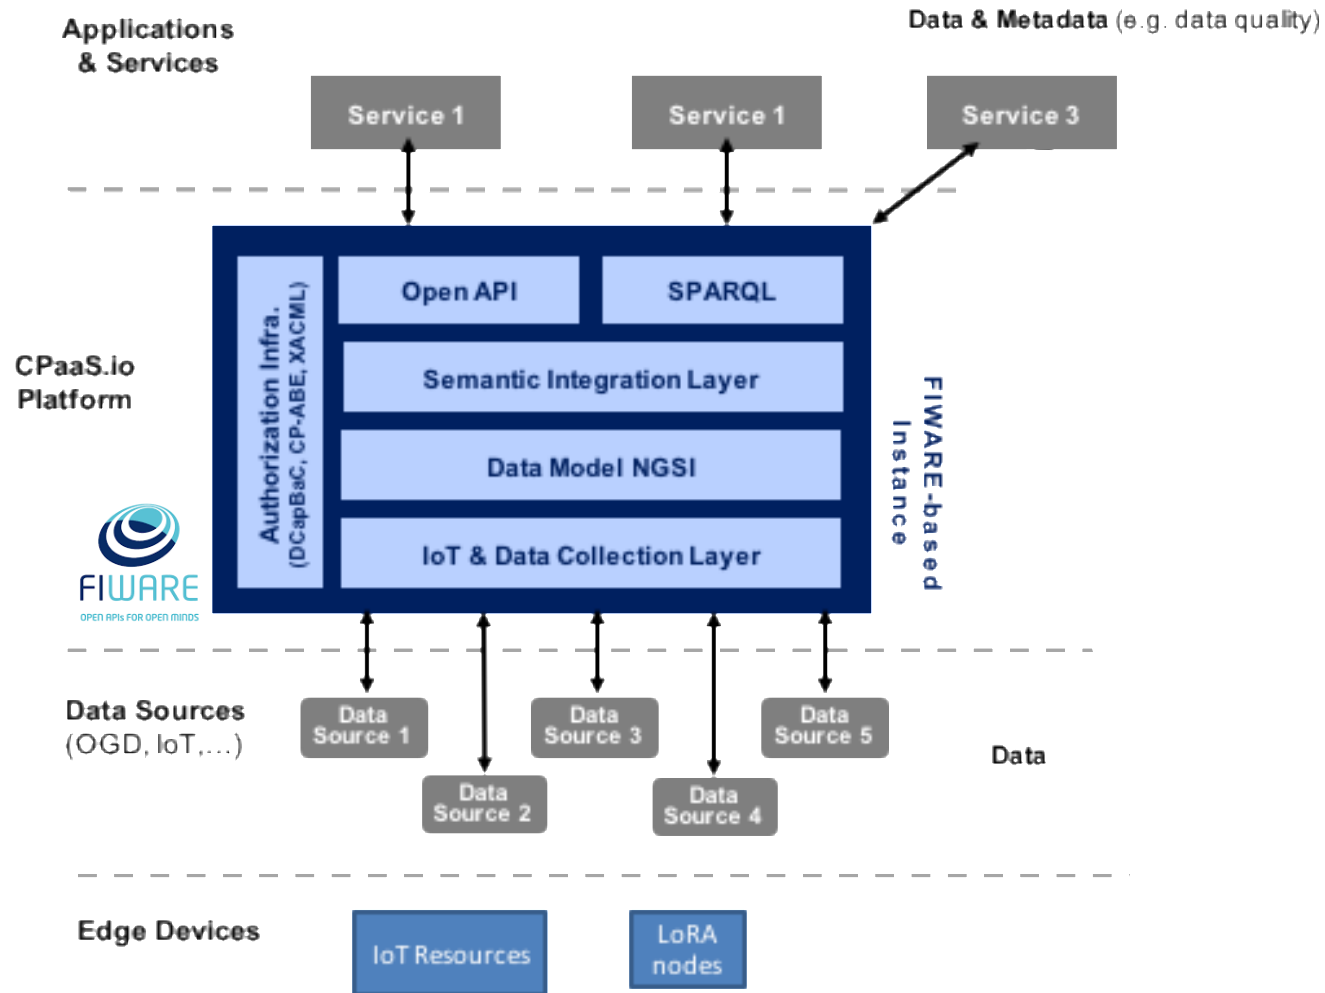 Applications
& Services
Data & Metadata (e.g. data quality)
Service 1
Service 1
Service 3
CPaaS.io
Platform
Authorization Infra.
(DCapBaC, CP-ABE, XACML)
Open API
SPARQL
Semantic Integration Layer
Data Model NGSI
IoT & Data Collection Layer
FIWARE-based
Instance
FIWARE
OPEN APIs FOR OPEN MINDS
Data Sources
(OGD, IoT,...)
Data
Source 1
Data
Source 2
Data
Source 3
Data
Source 4
Data
Source 5
Data
Edge Devices
IoT Resources
LoRA
nodes